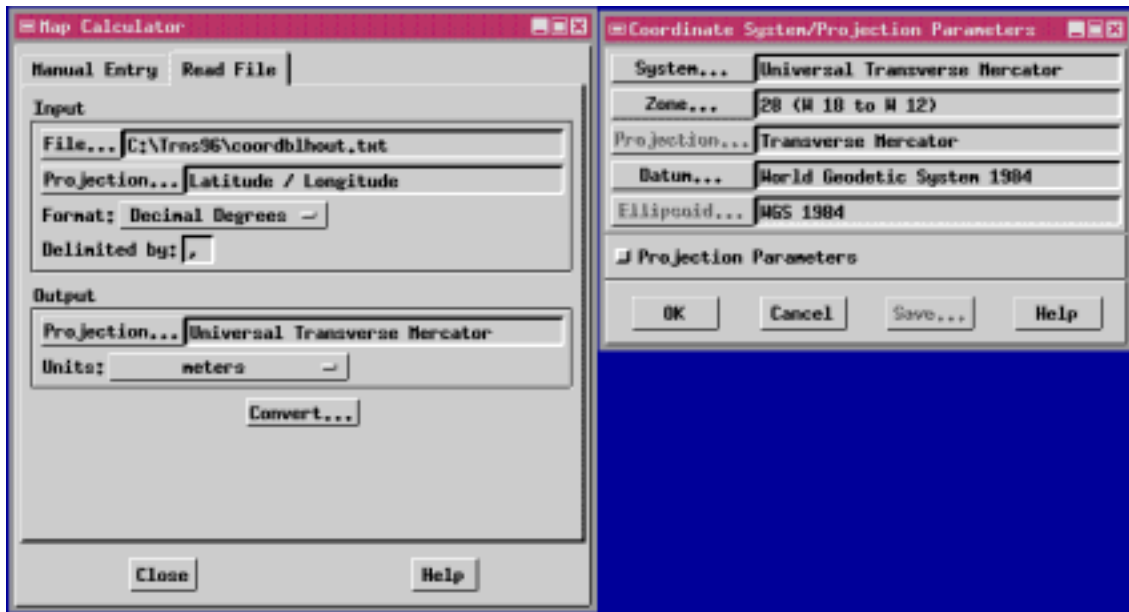 Map Calculator
Manual Entry Read File
Input
File... C:\Trns96\coordblhout.txt
Projection... Latitude / Longitude
Format: Decimal Degrees
Delimited by: ,
Output
Projection... Universal Transverse Mercator
Units: meters
Convert...
Close Help
Coordinate System/Projection Parameters
System... Universal Transverse Mercator
Zone... 28 (W 18 to W 12)
Projection... Transverse Mercator
Datum... World Geodetic System 1984
Ellipsoid... WGS 1984
Projection Parameters
OK Cancel Save... Help